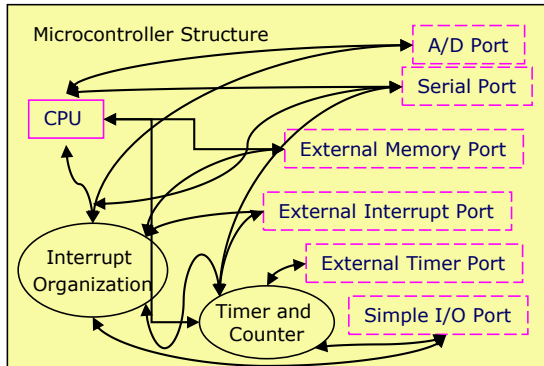 Microcontroller Structure
A/D Port
Serial Port
CPU
External Memory Port
External Interrupt Port
Interrupt
Organization
External Timer Port
Timer and
Counter
Simple I/O Port